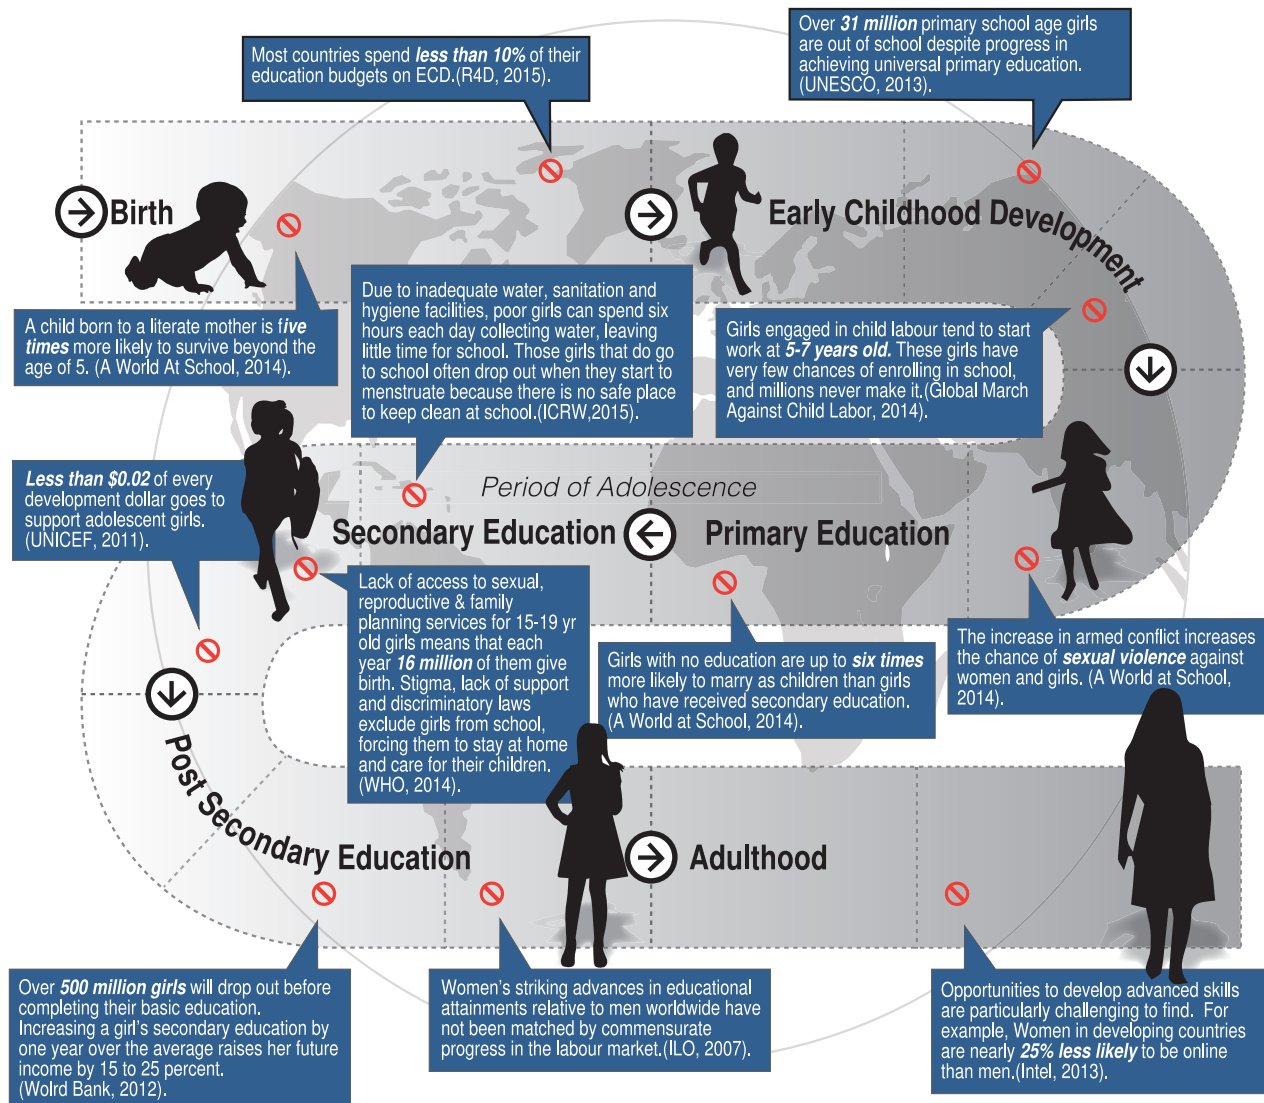 Most countries spend less than 10% of their
education budgets on ECD.(R4D, 2015).
Over 31 million primary school age girls
are out of school despite progress in
achieving universal primary education.
(UNESCO, 2013).
Birth
Early Childhood Development
A child born to a literate mother is five
times more likely to survive beyond the
age of 5. (A World At School, 2014).
Due to inadequate water, sanitation and
hygiene facilities, poor girls can spend six
hours each day collecting water, leaving
little time for school. Those girls that do go
to school often drop out when they start to
menstruate because there is no safe place
to keep clean at school.(ICRW,2015).
Girls engaged in child labour tend to start
work at 5-7 years old. These girls have
very few chances of enrolling in school,
and millions never make it.(Global March
Against Child Labor, 2014).
Less than $0.02 of every
development dollar goes to
support adolescent girls.
(UNICEF, 2011).
Period of Adolescence
Secondary Education
Primary Education
Lack of access to sexual,
reproductive & family
planning services for 15-19 yr
old girls means that each
year 16 million of them give
birth. Stigma, lack of support
and discriminatory laws
exclude girls from school,
forcing them to stay at home
and care for their children.
(WHO, 2014).
Girls with no education are up to six times
more likely to marry as children than girls
who have received secondary education.
(A World at School, 2014).
The increase in armed conflict increases
the chance of sexual violence against
women and girls. (A World at School,
2014).
Post Secondary Education
Adulthood
Over 500 million girls will drop out before
completing their basic education.
Increasing a girl's secondary education by
one year over the average raises her future
income by 15 to 25 percent.
(Wolrd Bank, 2012).
Women's striking advances in educational
attainments relative to men worldwide have
not been matched by commensurate
progress in the labour market.(ILO, 2007).
Opportunities to develop advanced skills
are particularly challenging to find. For
example, Women in developing countries
are nearly 25% less likely to be online
than men.(Intel, 2013).